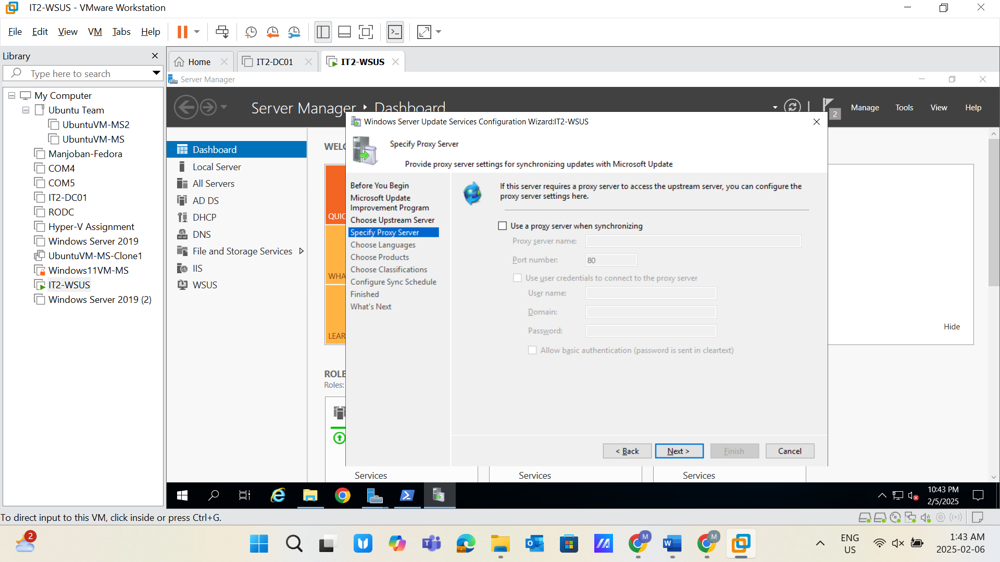 IT2-WSUS - VMware Workstation
File Edit View VM Tabs Help
Library
Type here to search
My Computer
Ubuntu Team
UbuntuVM-MS2
UbuntuVM-MS
Manjoban-Fedora
COM4
COM5
IT2-DC01
RODC
Hyper-V Assignment
Windows Server 2019
UbuntuVM-MS-Clone1
Windows11VM-MS
IT2-WSUS
Windows Server 2019 (2)
Home IT2-DC01 IT2-WSUS
Server Manager
Server Manager Dashboard
2
Manage Tools View Help
Dashboard
Local Server
All Servers
AD DS
DHCP
DNS
File and Storage Services
IIS
WSUS
WELC
QUIC
WHA
LEAR
Hide
ROLE
Roles:
Services Services Services
Windows Server Update Services Configuration Wizard:IT2-WSUS
Specify Proxy Server
Provide proxy server settings for synchronizing updates with Microsoft Update
Before You Begin
Microsoft Update
Improvement Program
Choose Upstream Server
Specify Proxy Server
Choose Languages
Choose Products
Choose Classifications
Configure Sync Schedule
Finished
What's Next
If this server requires a proxy server to access the upstream server, you can configure the
proxy server settings here.
Use a proxy server when synchronizing
Proxy server name:
Port number: 80
Use user credentials to connect to the proxy server
User name:
Domain:
Password:
Allow basic authentication (password is sent in cleartext)
< Back Next > Finish Cancel
10:43 PM
2/5/2025
To direct input to this VM, click inside or press Ctrl+G.
2
M
M
ENG
US
1:43 AM
2025-02-06